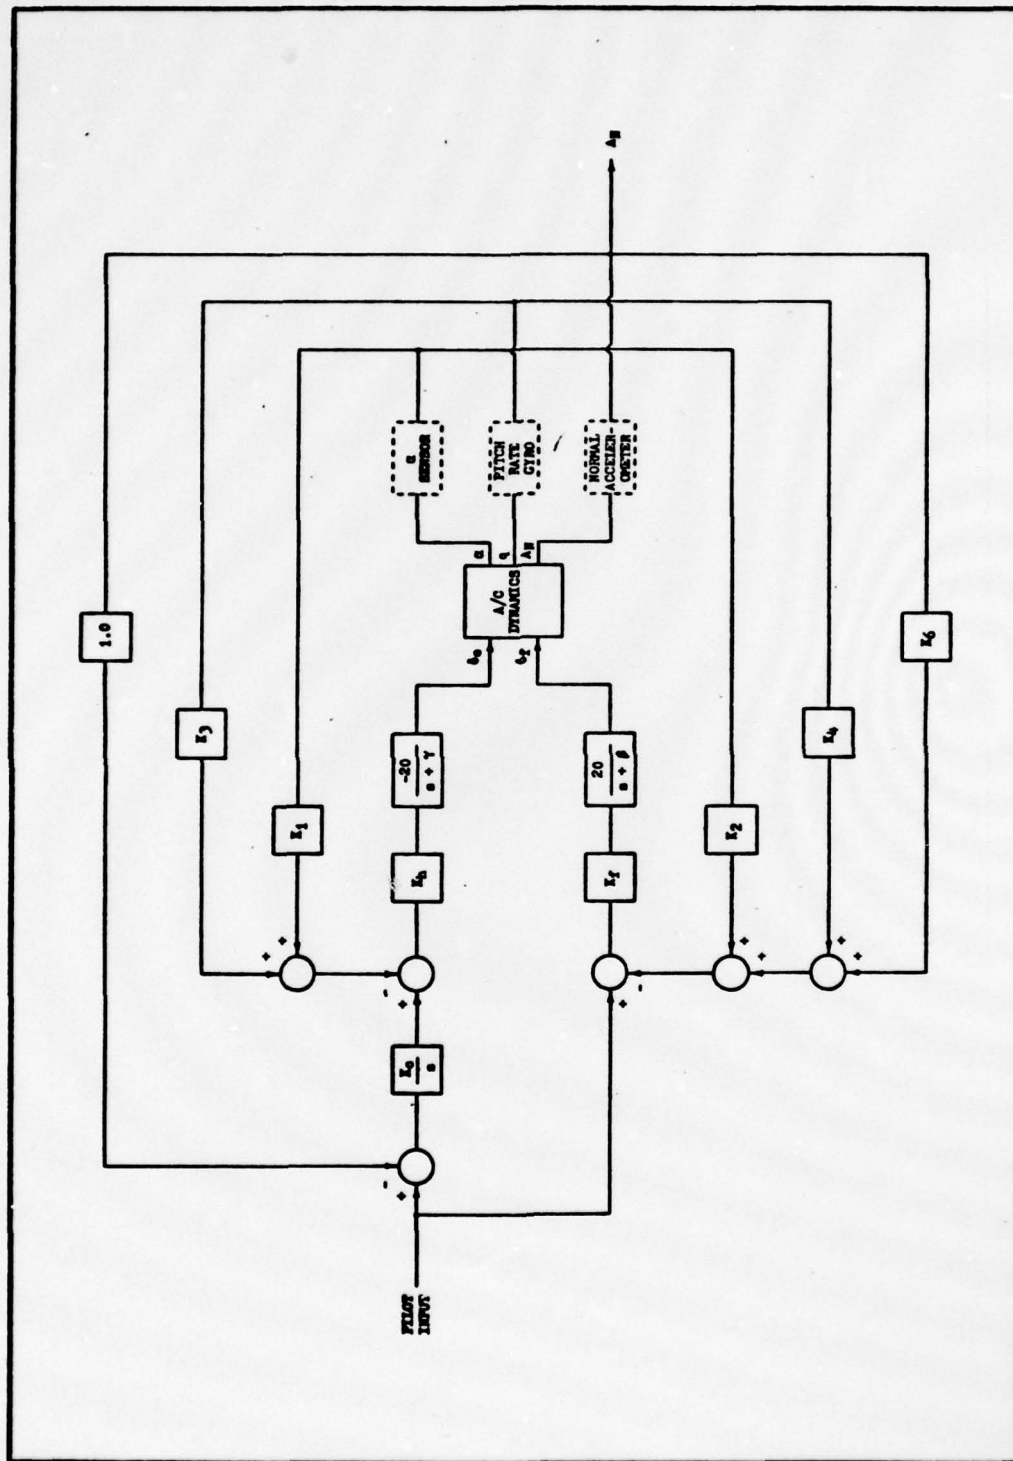 1.0
K3
+
K1
+
-
-
PILOT
INPUT
+
Ke
s
+
Kh
-20
s + γ
δe
α
SENSOR
A/C
DYNAMICS
α
q
AN
PITCH
RATE
GYRO
+
-
Kf
20
s + β
δf
NORMAL
ACCELER-
OMETER
AN
+
+
K2
+
+
K4
K6